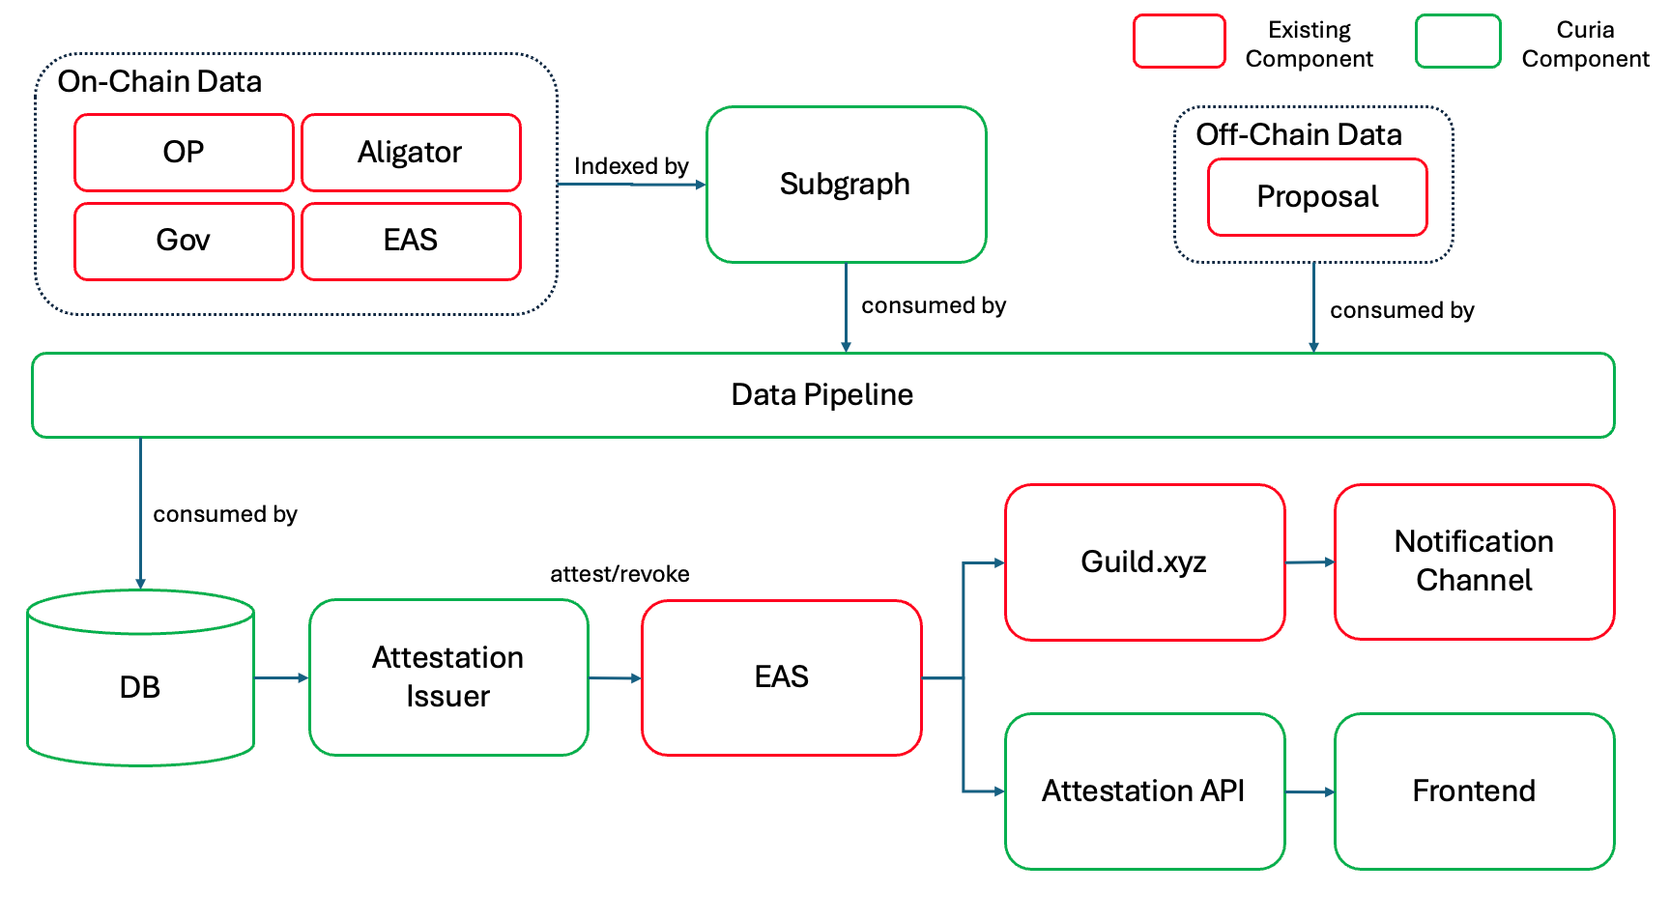 Existing
Component
Curia
Component
On-Chain Data
OP
Aligator
Gov
EAS
Indexed by
Subgraph
Off-Chain Data
Proposal
consumed by
consumed by
Data Pipeline
consumed by
attest/revoke
DB
Attestation
Issuer
EAS
Guild.xyz
Notification
Channel
Attestation API
Frontend